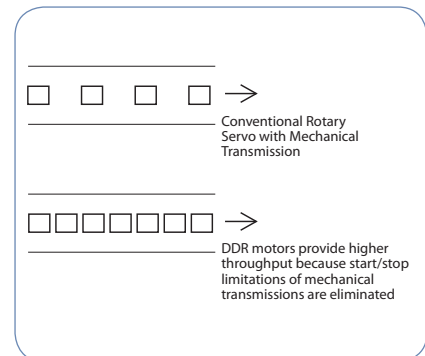 Conventional Rotary
Servo with Mechanical
Transmission
DDR motors provide higher
throughput because start/stop
limitations of mechanical
transmissions are eliminated